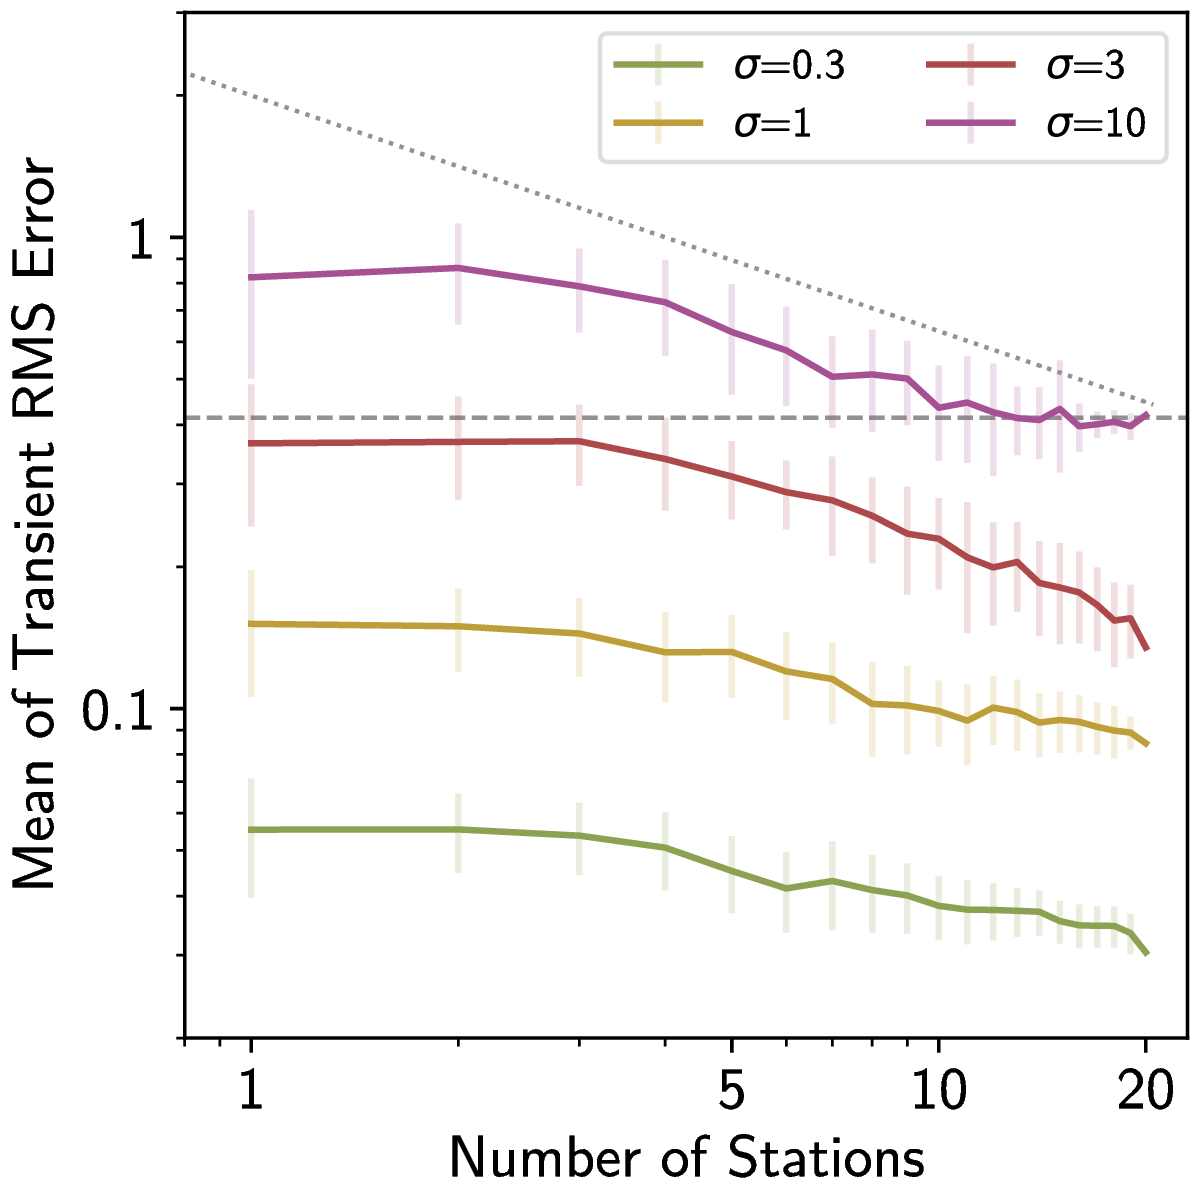 σ=0.3
σ=3
σ=1
σ=10
Mean of Transient RMS Error
1
0.1
1
5
10
20
Number of Stations